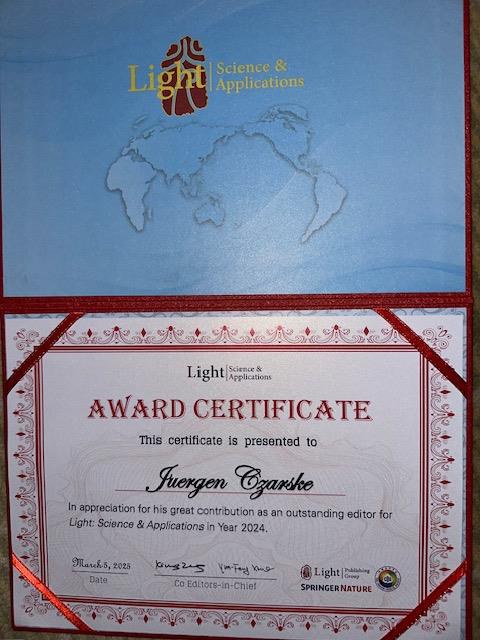 Light Science &
Applications
Light Science &
Applications
AWARD CERTIFICATE
This certificate is presented to
Juergen Czarske
In appreciation for his great contribution as an outstanding editor for
Light: Science & Applications in Year 2024.
March 5, 2025
Date
Co Editors-in-Chief
Light Publishing
Group
SPRINGER NATURE